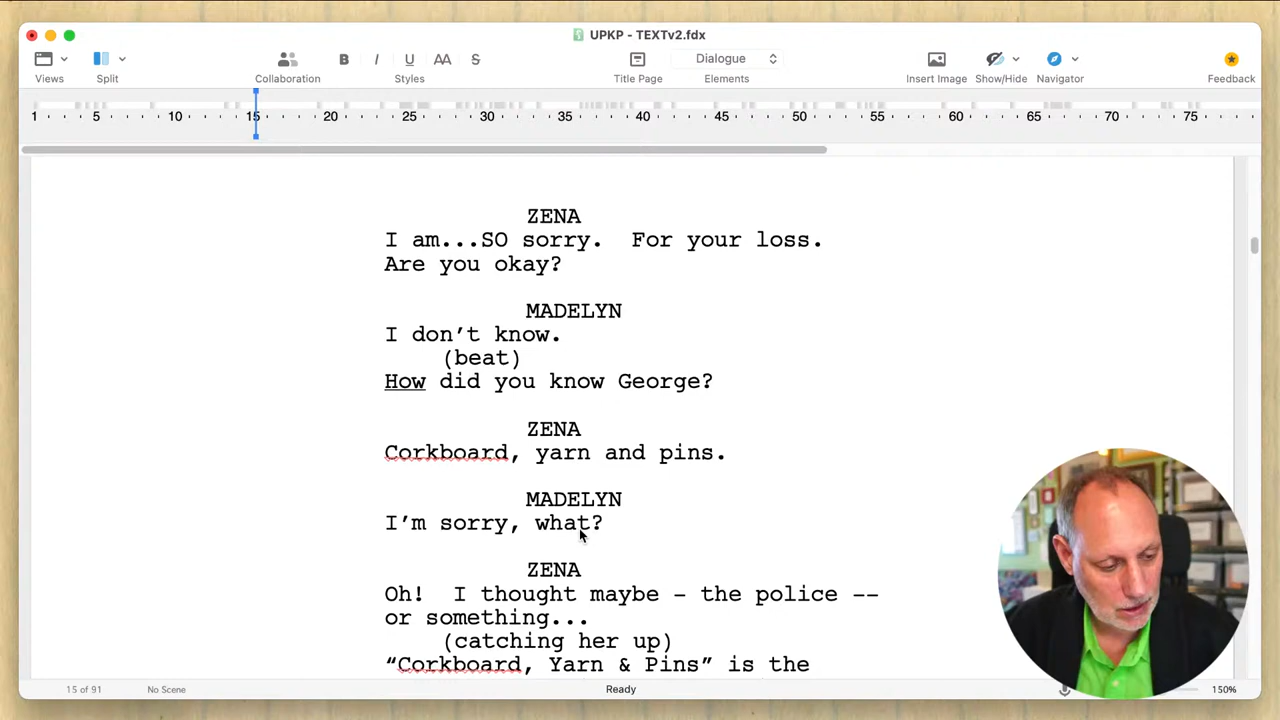 UPKP - TEXTv2.fdx
B U AA S Dialogue
Views Split Collaboration Styles Title Page Elements Insert Image Show/Hide Navigator Feedback
1 5 10 15 20 25 30 35 40 45 50 55 60 65 70 75
ZENA
I am...SO sorry.  For your loss.
Are you okay?
MADELYN
I don’t know.
(beat)
How did you know George?
ZENA
Corkboard, yarn and pins.
MADELYN
I’m sorry, what?
ZENA
Oh!  I thought maybe – the police --
or something...
(catching her up)
“Corkboard, Yarn & Pins” is the
15 of 91 No Scene Ready 150%